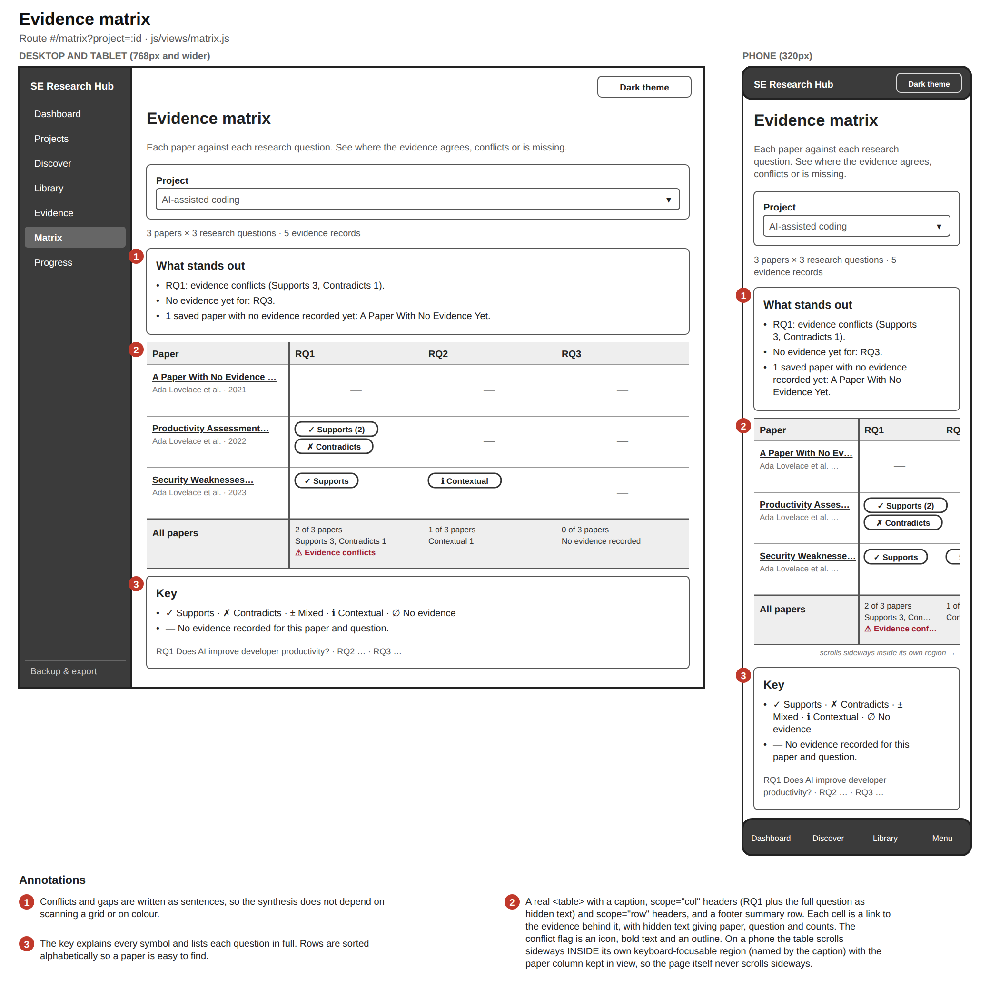 Evidence matrix
Route #/matrix?project=:id · js/views/matrix.js
DESKTOP AND TABLET (768px and wider)
SE Research Hub
Dashboard
Projects
Discover
Library
Evidence
Matrix
Progress
Backup & export
Dark theme
Evidence matrix
Each paper against each research question. See where the evidence agrees, conflicts or is missing.
Project
AI-assisted coding ▼
3 papers × 3 research questions · 5 evidence records
1
What stands out
• RQ1: evidence conflicts (Supports 3, Contradicts 1).
• No evidence yet for: RQ3.
• 1 saved paper with no evidence recorded yet: A Paper With No Evidence Yet.
2
Paper RQ1 RQ2 RQ3
A Paper With No Evidence …
Ada Lovelace et al. · 2021
— — —
Productivity Assessment…
Ada Lovelace et al. · 2022
✓ Supports (2)
✗ Contradicts
— —
Security Weaknesses…
Ada Lovelace et al. · 2023
✓ Supports
ℹ Contextual
—
All papers
2 of 3 papers
Supports 3, Contradicts 1
⚠ Evidence conflicts
1 of 3 papers
Contextual 1
0 of 3 papers
No evidence recorded
3
Key
• ✓ Supports · ✗ Contradicts · ± Mixed · ℹ Contextual · ∅ No evidence
• — No evidence recorded for this paper and question.
RQ1 Does AI improve developer productivity? · RQ2 … · RQ3 …
PHONE (320px)
SE Research Hub
Dark theme
Evidence matrix
Each paper against each research
question. See where the evidence agrees,
conflicts or is missing.
Project
AI-assisted coding ▼
3 papers × 3 research questions · 5
evidence records
1
What stands out
• RQ1: evidence conflicts (Supports
3, Contradicts 1).
• No evidence yet for: RQ3.
• 1 saved paper with no evidence
recorded yet: A Paper With No
Evidence Yet.
2
Paper RQ1 RQ
A Paper With No Ev…
Ada Lovelace et al. …
—
Productivity Asses…
Ada Lovelace et al. …
✓ Supports (2)
✗ Contradicts
Security Weaknesse…
Ada Lovelace et al. …
✓ Supports
All papers
2 of 3 papers
Supports 3, Con…
⚠ Evidence conf…
1 of
Con
scrolls sideways inside its own region →
3
Key
• ✓ Supports · ✗ Contradicts · ±
Mixed · ℹ Contextual · ∅ No
evidence
• — No evidence recorded for this
paper and question.
RQ1 Does AI improve developer
productivity? · RQ2 … · RQ3 …
Dashboard Discover Library Menu
Annotations
1 Conflicts and gaps are written as sentences, so the synthesis does not depend on
scanning a grid or on colour.
2 A real <table> with a caption, scope="col" headers (RQ1 plus the full question as
hidden text) and scope="row" headers, and a footer summary row. Each cell is a link to
the evidence behind it, with hidden text giving paper, question and counts. The
conflict flag is an icon, bold text and an outline. On a phone the table scrolls
sideways INSIDE its own keyboard-focusable region (named by the caption) with the
paper column kept in view, so the page itself never scrolls sideways.
3 The key explains every symbol and lists each question in full. Rows are sorted
alphabetically so a paper is easy to find.